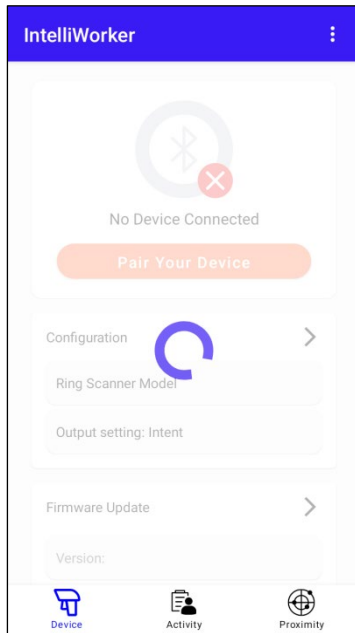 IntelliWorker
No Device Connected
Pair Your Device
Configuration
Ring Scanner Model
Output setting: Intent
Firmware Update
Version:
Device
Activity
Proximity